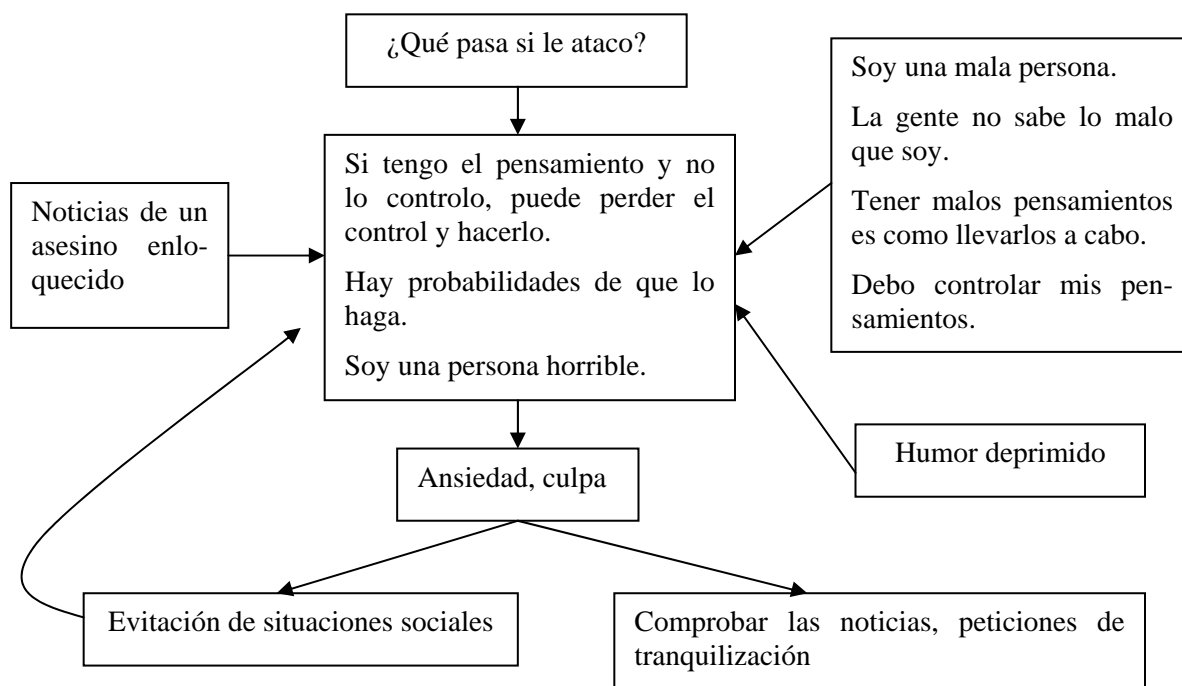 ¿Qué pasa si le ataco?
Soy una mala persona.
La gente no sabe lo malo
que soy.
Tener malos pensamientos
es como llevarlos a cabo.
Debo controlar mis pen-
samientos.
Si tengo el pensamiento y no
lo controlo, puede perder el
control y hacerlo.
Hay probabilidades de que lo
haga.
Soy una persona horrible.
Noticias de un
asesino enlo-
quecido
Humor deprimido
Ansiedad, culpa
Evitación de situaciones sociales
Comprobar las noticias, peticiones de
tranquilización